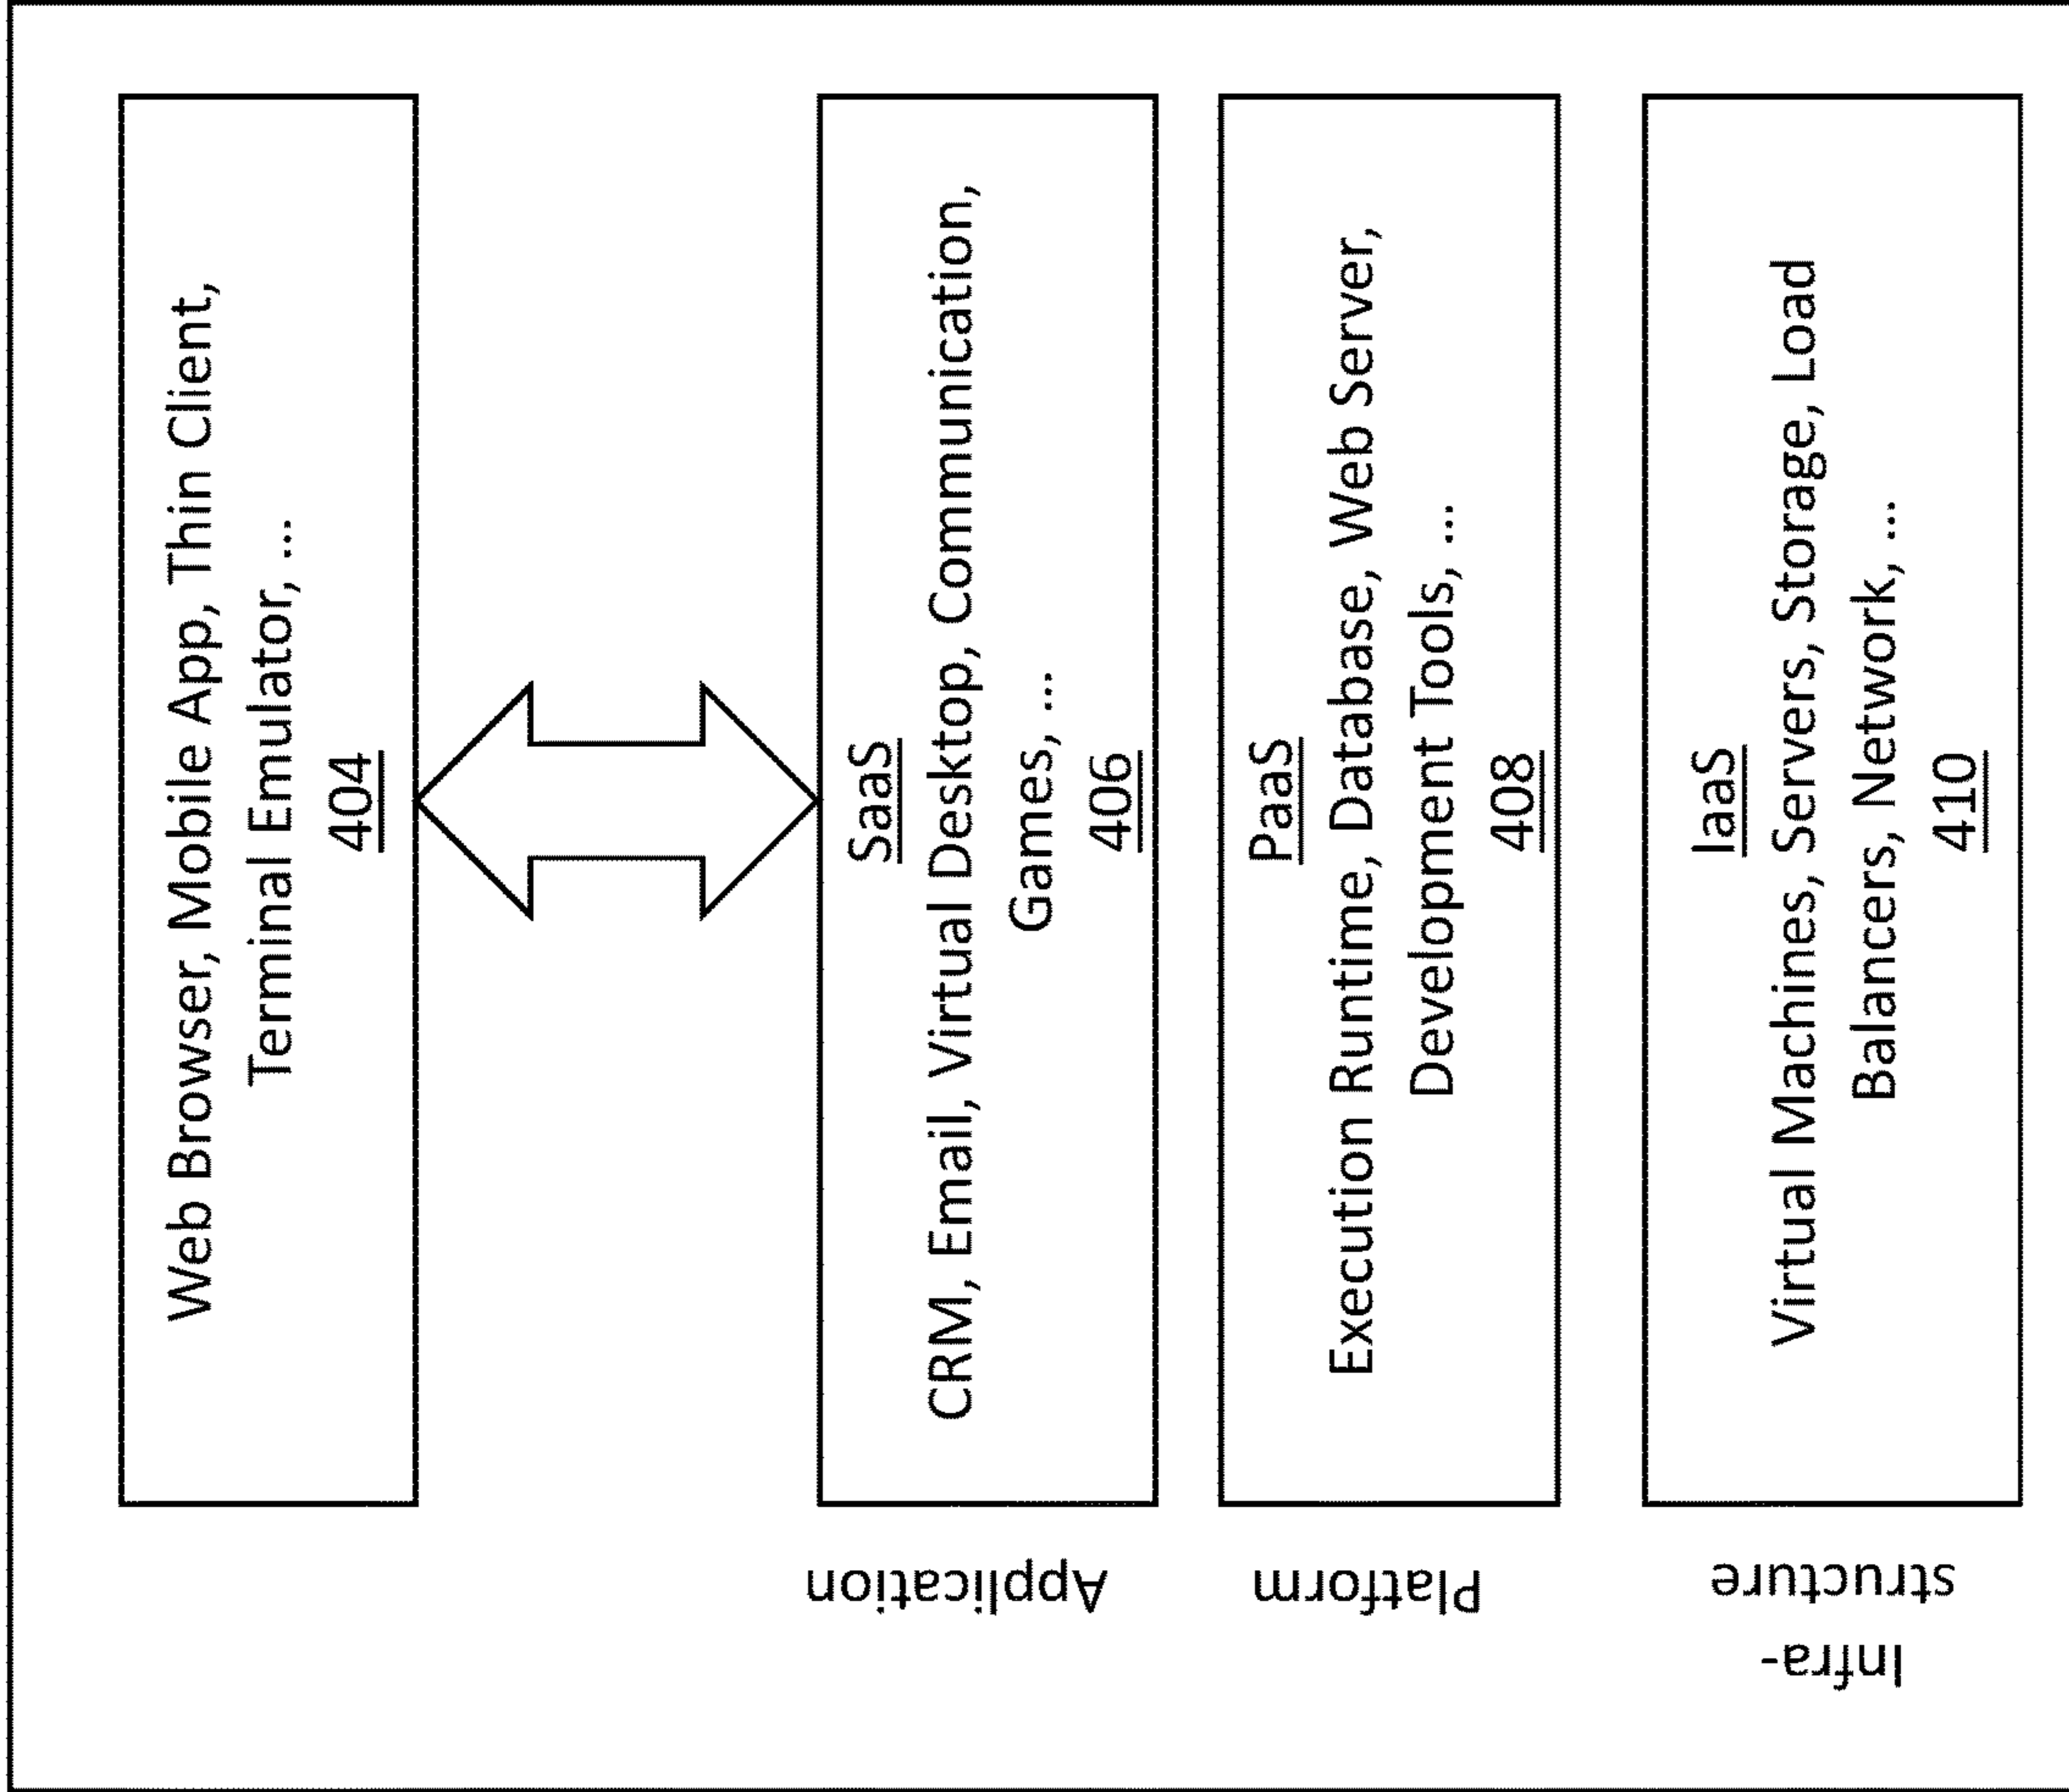 Web Browser, Mobile App, Thin Client,
Terminal Emulator, ...
404
Application
SaaS
CRM, Email, Virtual Desktop, Communication,
Games, ...
406
Platform
PaaS
Execution Runtime, Database, Web Server,
Development Tools, ...
408
Infra-
structure
IaaS
Virtual Machines, Servers, Storage, Load
Balancers, Network, ...
410